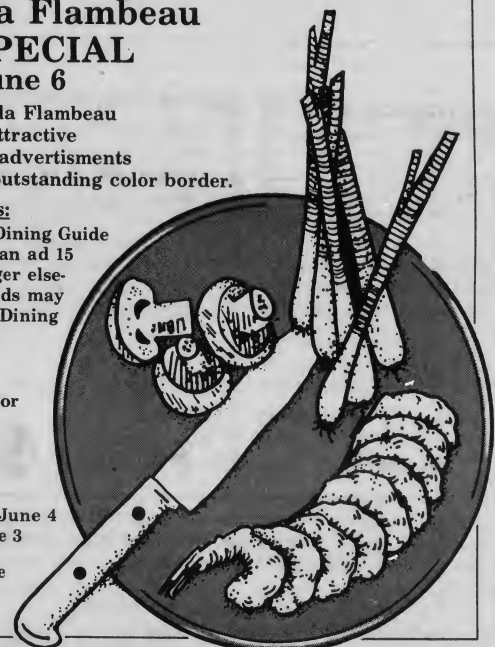 a Flambeau
PECIAL
une 6
da Flambeau
ttractive
advertisments
outstanding color border.
s:
Dining Guide
an ad 15
ger else-
ds may
Dining
or
June 4
e 3
e